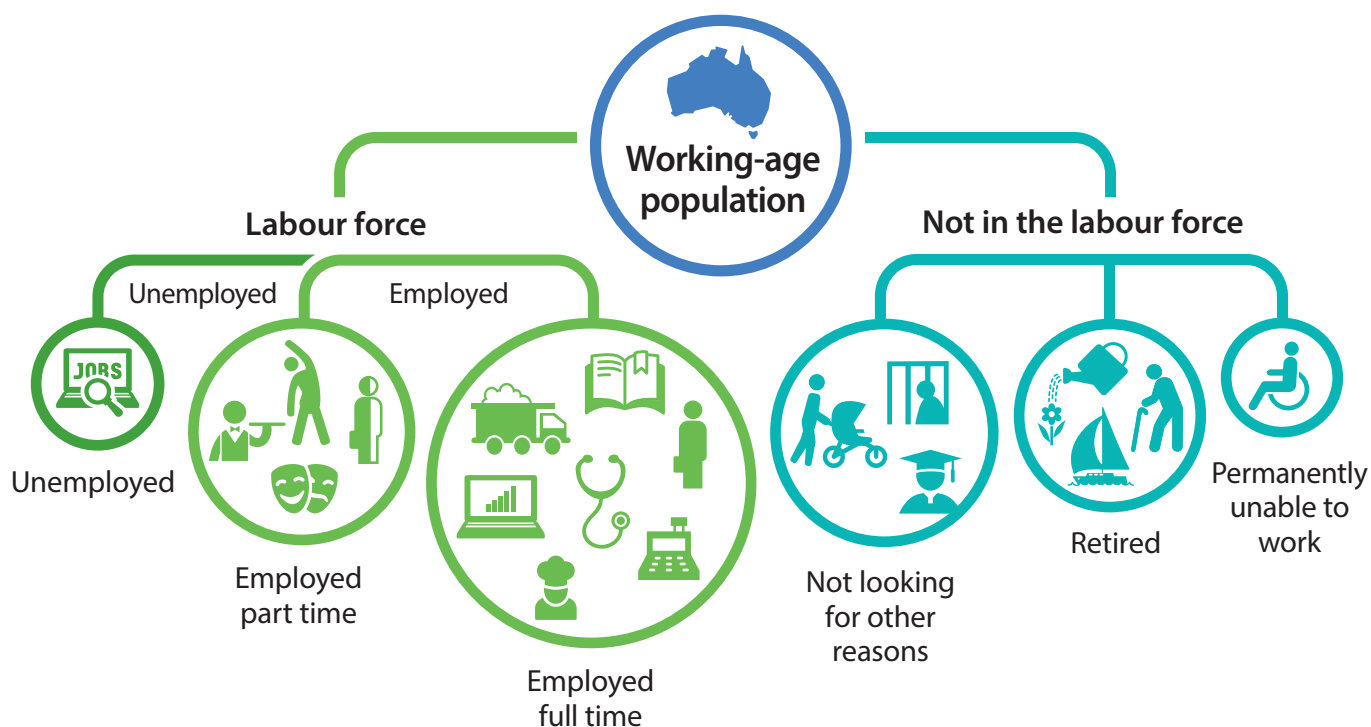 Working-age
population
Labour force
Not in the labour force
Unemployed
Employed
JOBS
Unemployed
Employed
part time
Employed
full time
Not looking
for other
reasons
Retired
Permanently
unable to
work